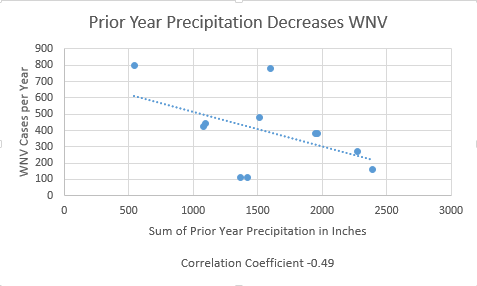 Prior Year Precipitation Decreases WNV
WNV Cases per Year
900
800
700
600
500
400
300
200
100
0
0 500 1000 1500 2000 2500 3000
Sum of Prior Year Precipitation in Inches
Correlation Coefficient -0.49